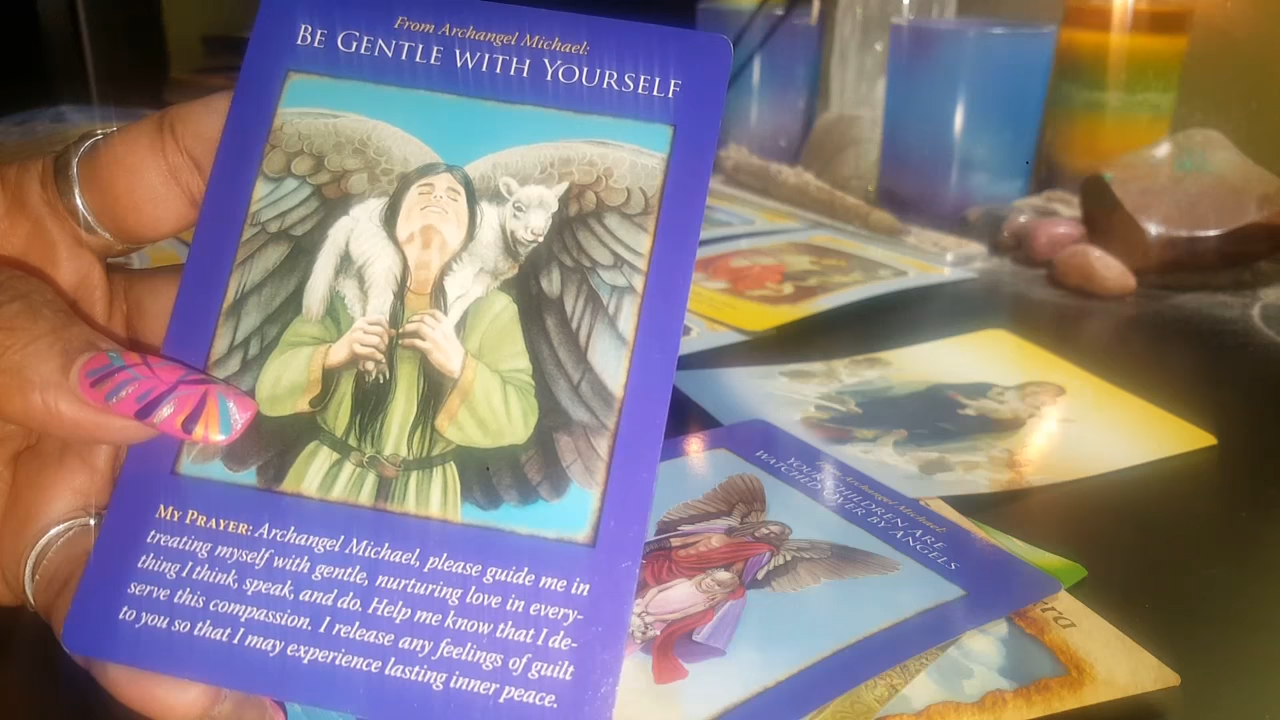 From Archangel Michael:
BE GENTLE WITH YOURSELF
MY PRAYER: Archangel Michael, please guide me in
treating myself with gentle, nurturing love in every-
thing I think, speak, and do. Help me know that I de-
serve this compassion. I release any feelings of guilt
to you so that I may experience lasting inner peace.
From Archangel Michael:
YOUR CHILDREN ARE
WATCHED OVER BY ANGELS